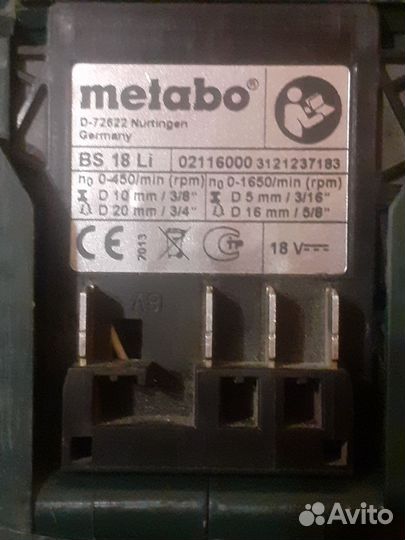 metabo®
D-72622 Nürtingen
Germany
BS 18 Li 02116000 3121237183
n0 0-450/min (rpm) n0 0-1650/min (rpm)
D 10 mm / 3/8" D 5 mm / 3/16"
D 20 mm / 3/4" D 16 mm / 5/8"
CE 2013 18 V
A9
Avito